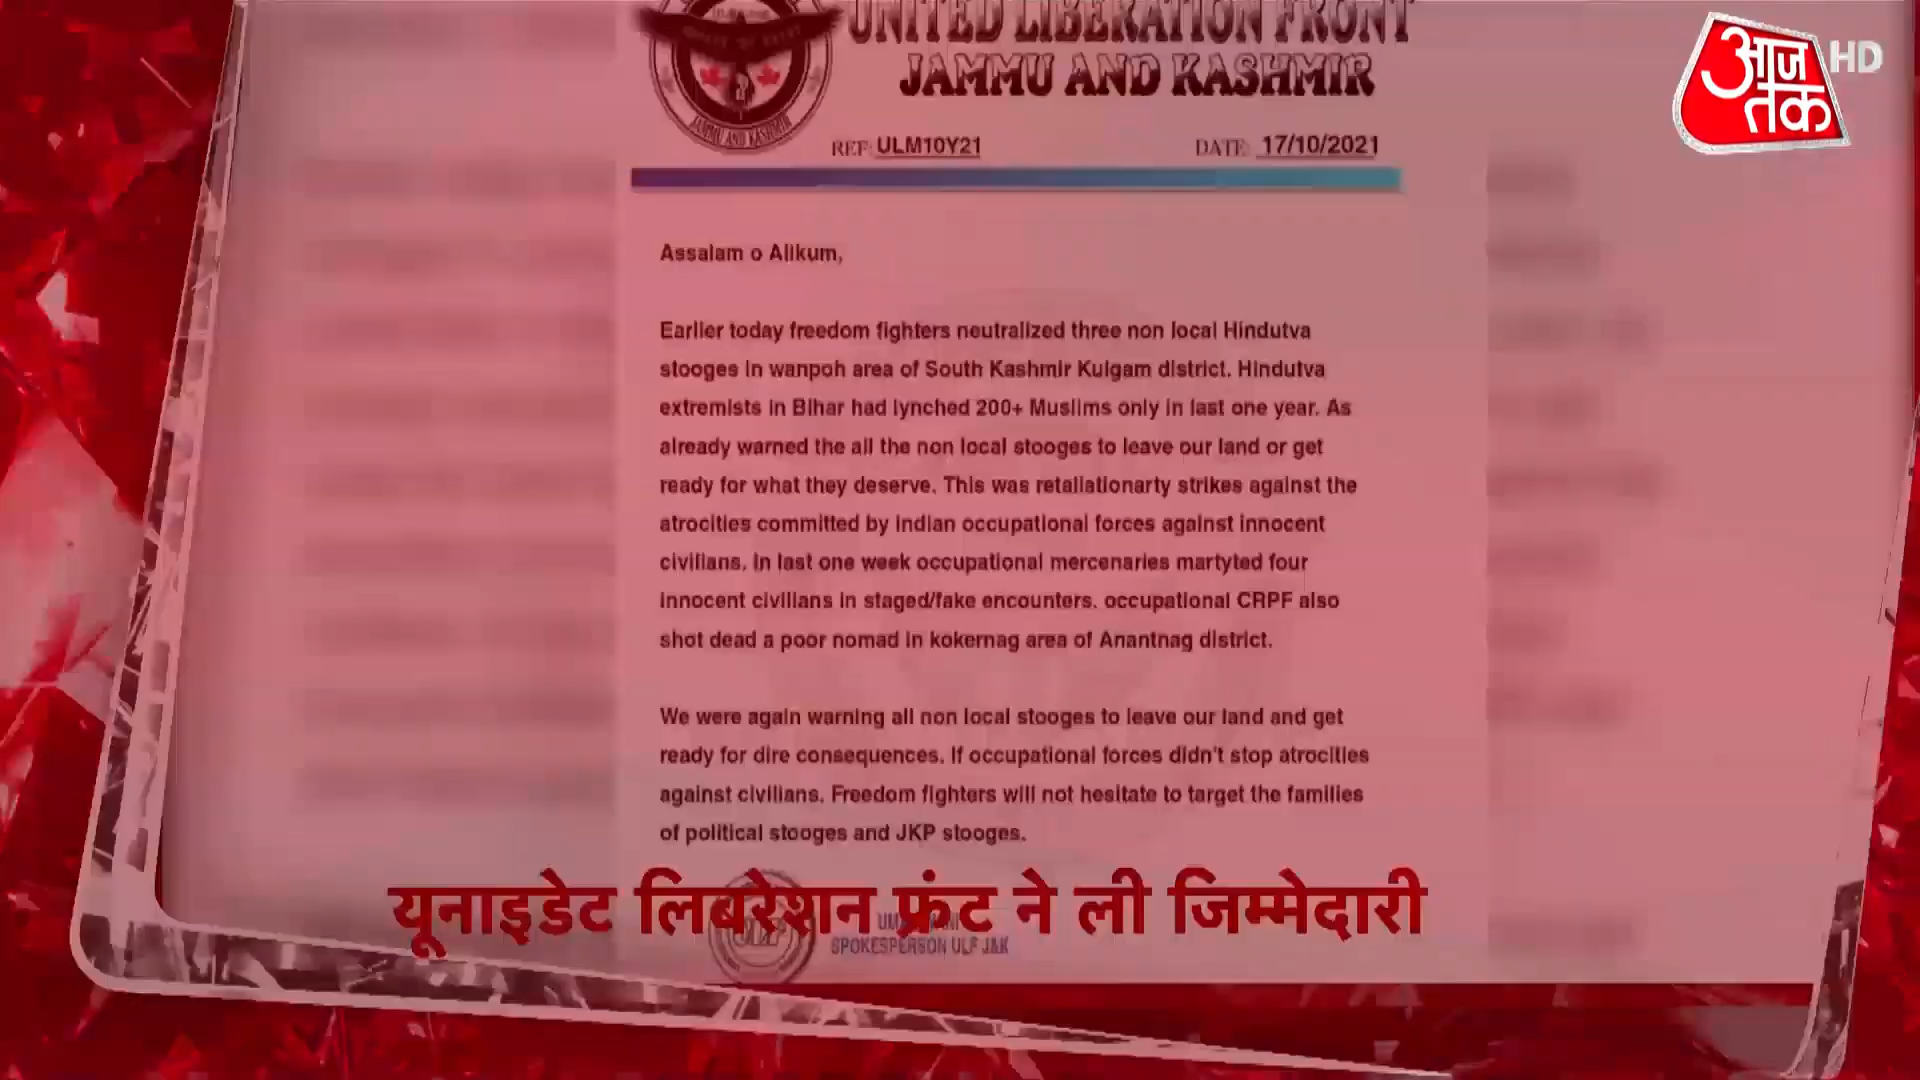 UNITED LIBERATION FRONT
JAMMU AND KASHMIR
आज तक HD
JAMMU AND KASHMIR
REF: ULM10Y21 DATE: 17/10/2021
Assalam o Alikum,
Earlier today freedom fighters neutralized three non local Hindutva
stooges in wanpoh area of South Kashmir Kulgam district. Hindutva
extremists in Bihar had lynched 200+ Muslims only in last one year. As
already warned the all the non local stooges to leave our land or get
ready for what they deserve. This was retaliationarty strikes against the
atrocities committed by indian occupational forces against innocent
civilians. In last one week occupational mercenaries martyted four
innocent civilians in staged/fake encounters. occupational CRPF also
shot dead a poor nomad in kokernag area of Anantnag district.
We were again warning all non local stooges to leave our land and get
ready for dire consequences. If occupational forces didn't stop atrocities
against civilians. Freedom fighters will not hesitate to target the families
of political stooges and JKP stooges.
यूनाइडेट लिबरेशन फ्रंट ने ली जिम्मेदारी
SPOKESPERSON ULF J&K